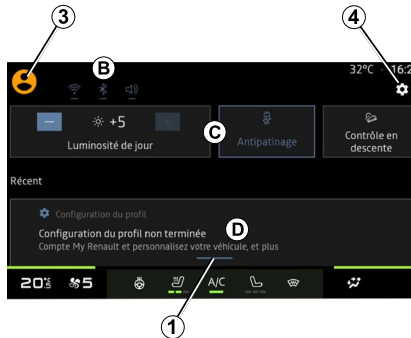 3
4
B
32°C
16:2
+5
Luminosité de jour
C
Antipatinage
Contrôle en
descente
Récent
Configuration du profil
Configuration du profil non terminée
D
Compte My Renault et personnalisez votre véhicule, et plus
20°5
5
A/C
1